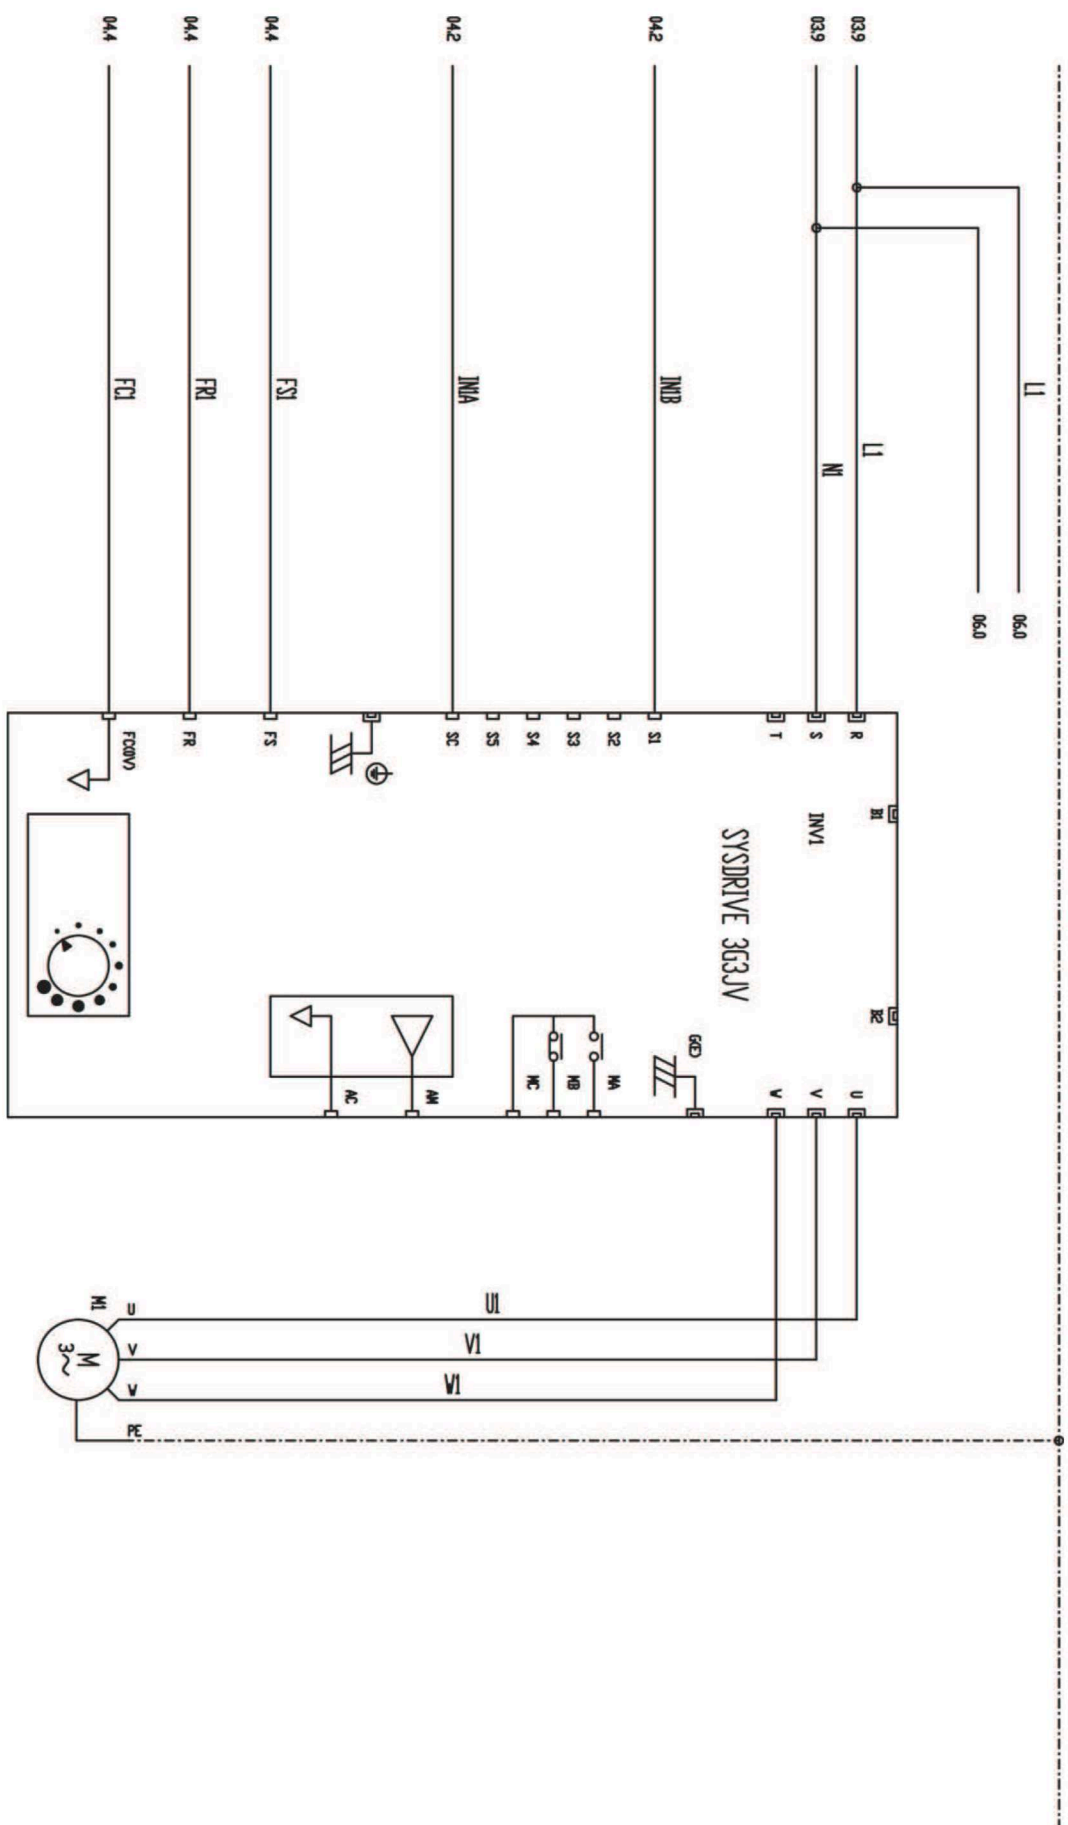 L1
06.0
06.0
03.9
L1
R
B1
B2
U
03.9
N1
S
INV1
V
T
W
SYSDRIVE 3G3JV
G(E)
04.2
IN1B
S1
S2
MA
S3
MB
S4
MC
S5
04.2
IN1A
SC
AM
AC
04.4
FS1
FS
04.4
FR1
FR
04.4
FC1
FC(0V)
U1
V1
W1
M1
U
V
W
PE
M
3~